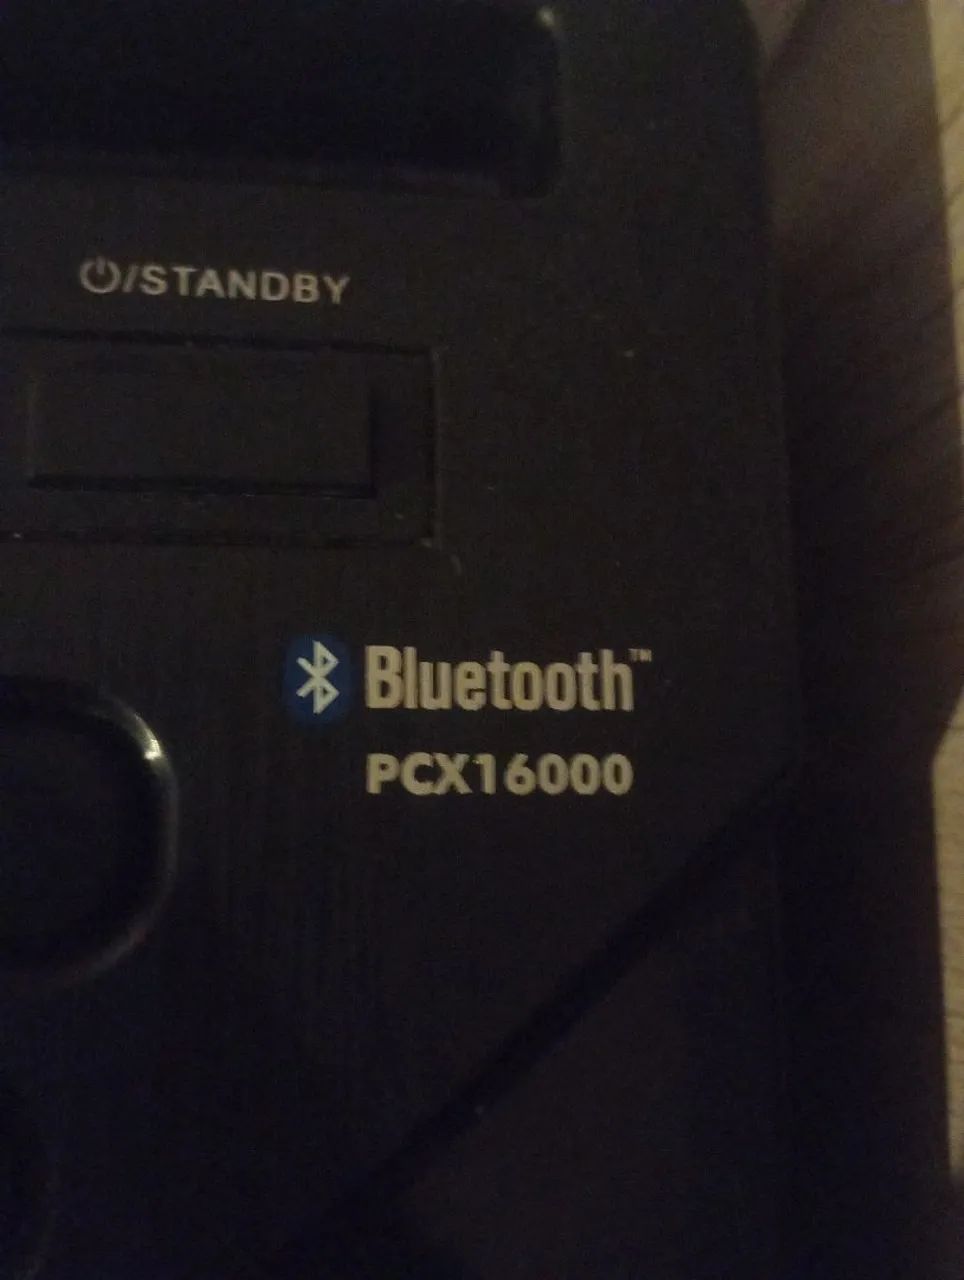 /STANDBY
Bluetooth™
PCX16000